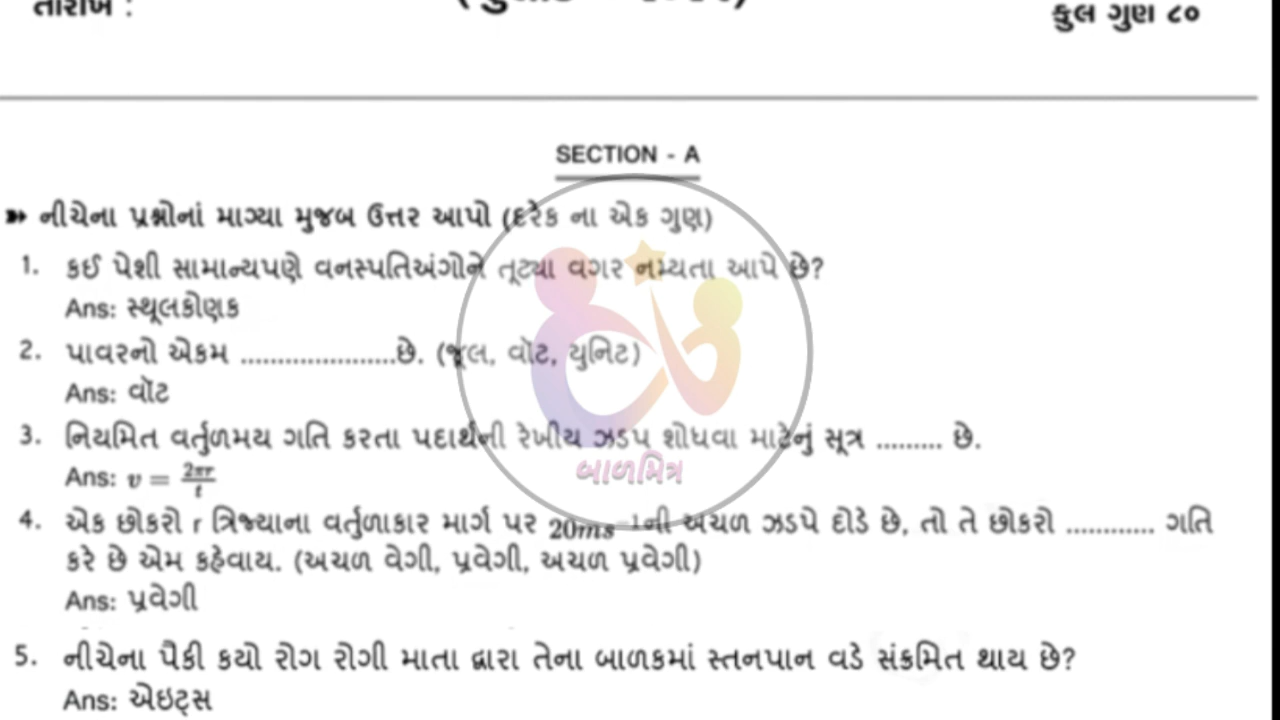 તારીખ :
કુલ ગુણ ૮૦
SECTION - A
➽ નીચેના પ્રશ્નોનાં માગ્યા મુજબ ઉત્તર આપો (દરેક ના એક ગુણ)
1. કઈ પેશી સામાન્યપણે વનસ્પતિઅંગોને તૂટ્યા વગર નમ્યતા આપે છે?
Ans: સ્થૂલકોણક
2. પાવરનો એકમ .....................છે. (જૂલ, વૉટ, યુનિટ)
Ans: વૉટ
3. નિયમિત વર્તુળમય ગતિ કરતા પદાર્થની રેખીય ઝડપ શોધવા માટેનું સૂત્ર ......... છે.
Ans: v = 2πr/t
4. એક છોકરો r ત્રિજ્યાના વર્તુળાકાર માર્ગ પર 20ms⁻¹ની અચળ ઝડપે દોડે છે, તો તે છોકરો ............ ગતિ
કરે છે એમ કહેવાય. (અચળ વેગી, પ્રવેગી, અચળ પ્રવેગી)
Ans: પ્રવેગી
5. નીચેના પૈકી કયો રોગ રોગી માતા દ્વારા તેના બાળકમાં સ્તનપાન વડે સંક્રમિત થાય છે?
Ans: એઇટ્સ
બાળમિત્ર